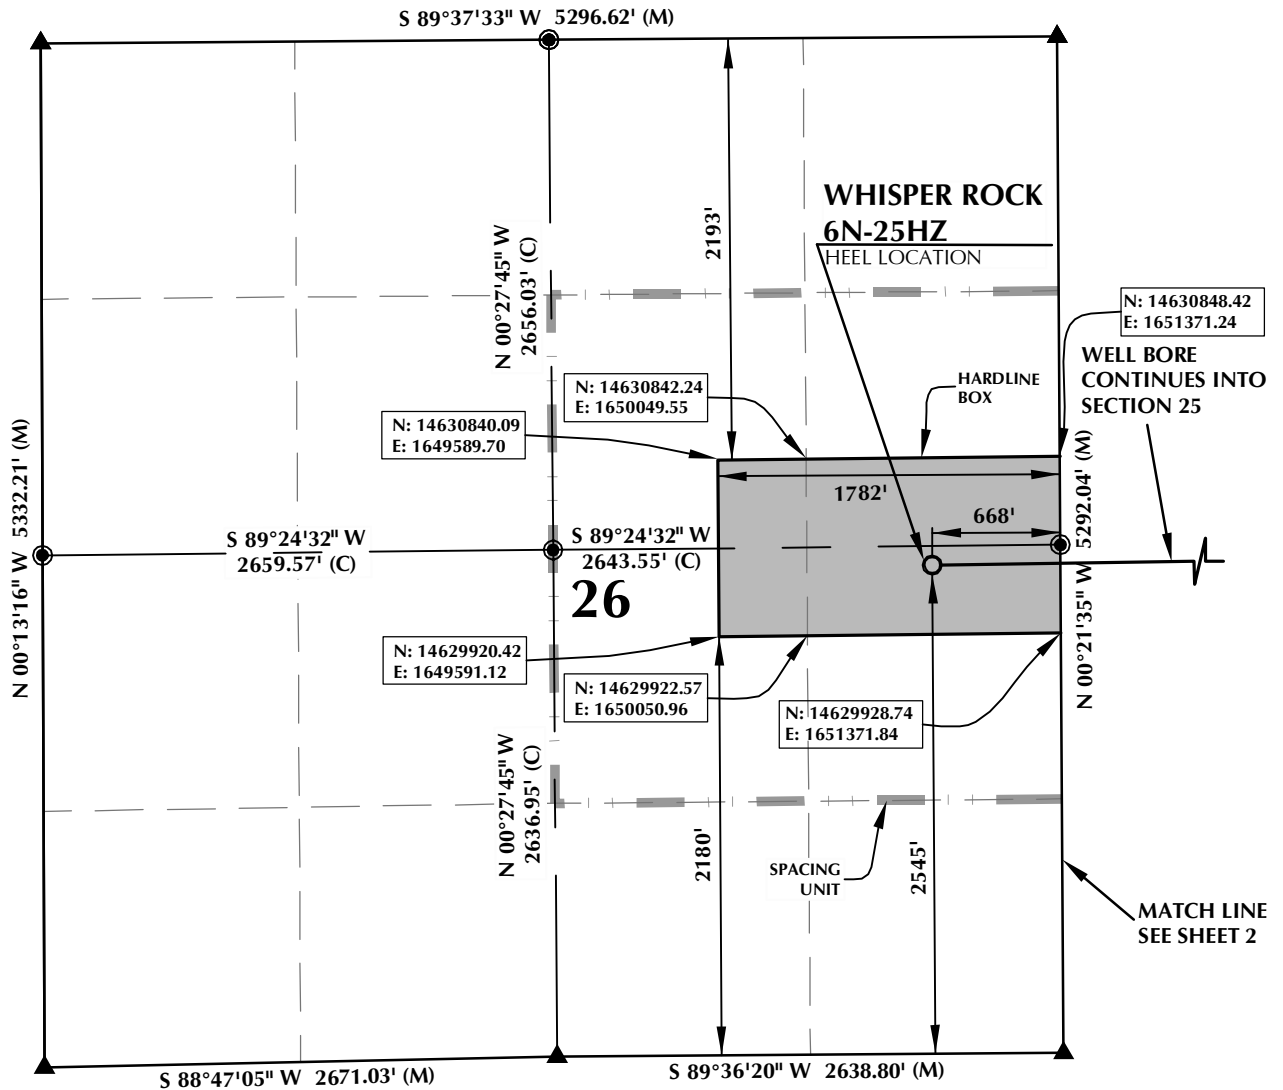 S 89°37'33" W 5296.62' (M)
WHISPER ROCK
6N-25HZ
HEEL LOCATION
2193'
N 00°27'45" W
2656.03' (C)
N: 14630848.42
E: 1651371.24
WELL BORE
CONTINUES INTO
SECTION 25
HARDLINE
BOX
N: 14630842.24
E: 1650049.55
N: 14630840.09
E: 1649589.70
N 00°13'16" W 5332.21' (M)
1782'
668'
N 00°21'35" W 5292.04' (M)
S 89°24'32" W
2659.57' (C)
S 89°24'32" W
2643.55' (C)
26
N: 14629920.42
E: 1649591.12
N: 14629922.57
E: 1650050.96
N: 14629928.74
E: 1651371.84
N 00°27'45" W
2636.95' (C)
2180'
2545'
SPACING
UNIT
MATCH LINE
SEE SHEET 2
S 88°47'05" W 2671.03' (M)
S 89°36'20" W 2638.80' (M)